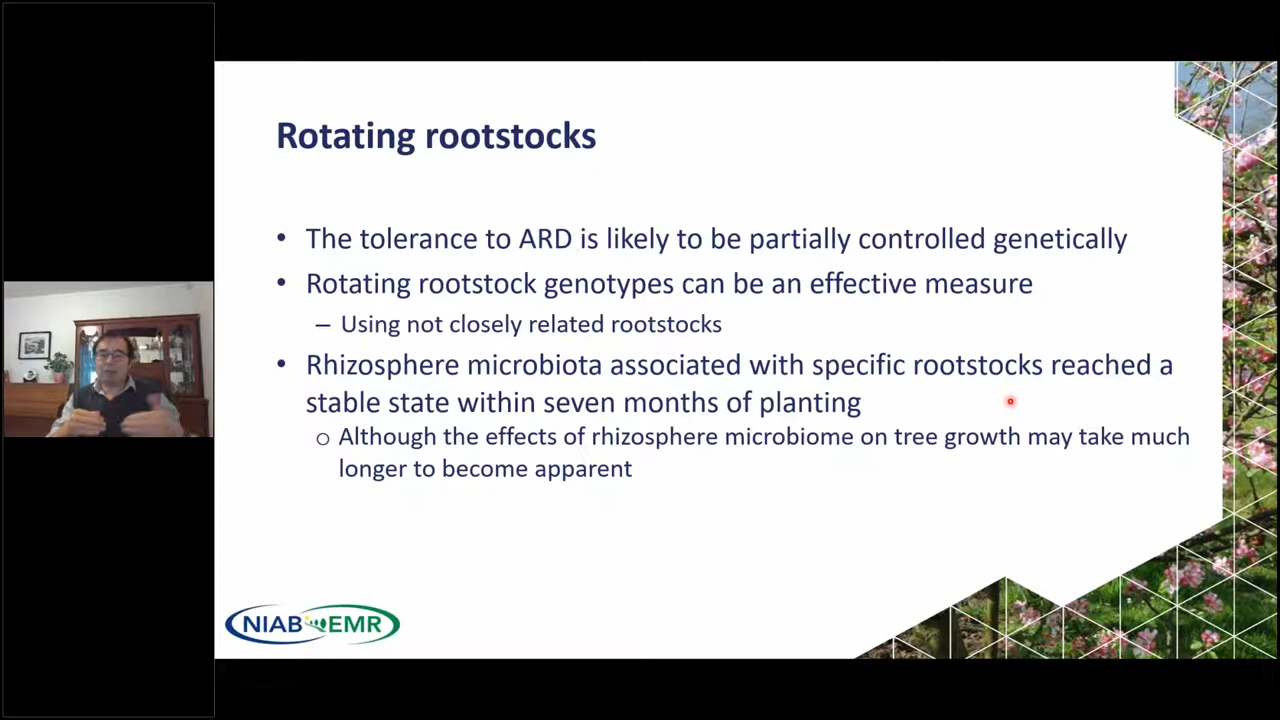 Rotating rootstocks
• The tolerance to ARD is likely to be partially controlled genetically
• Rotating rootstock genotypes can be an effective measure
– Using not closely related rootstocks
• Rhizosphere microbiota associated with specific rootstocks reached a
stable state within seven months of planting
○ Although the effects of rhizosphere microbiome on tree growth may take much
longer to become apparent
NIAB EMR